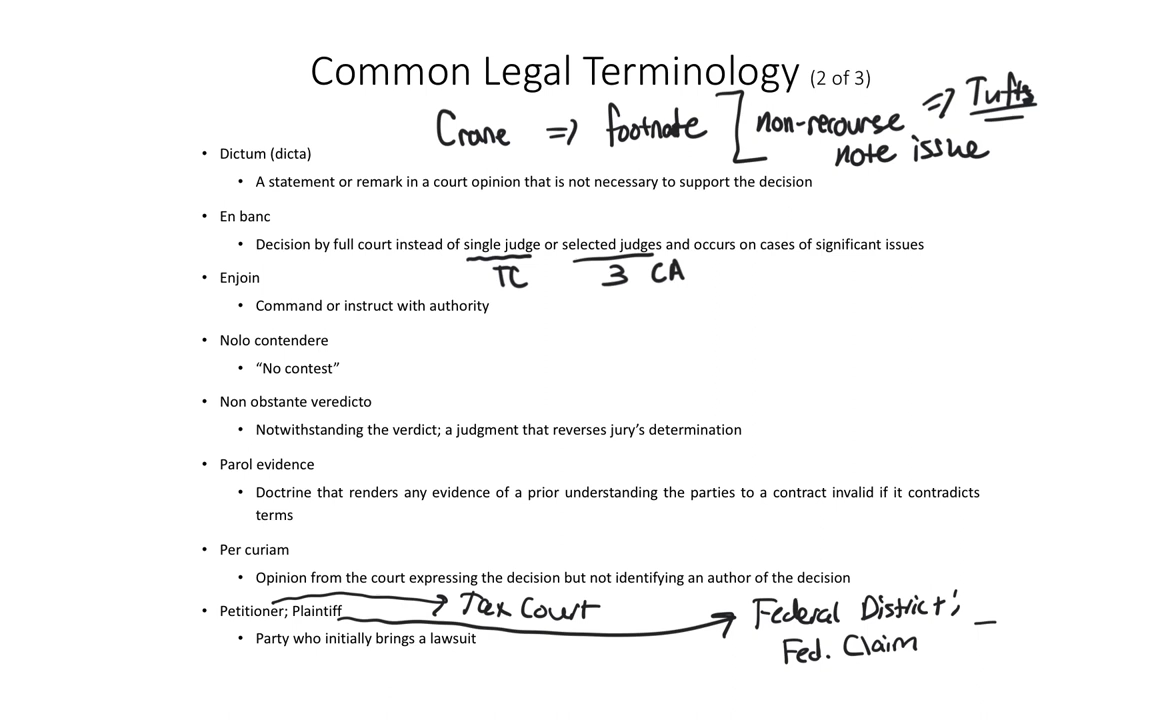 Common Legal Terminology (2 of 3)
Crane => footnote [ non-recourse => Tufts
note issue
• Dictum (dicta)
• A statement or remark in a court opinion that is not necessary to support the decision
• En banc
• Decision by full court instead of single judge or selected judges and occurs on cases of significant issues
TC 3 CA
• Enjoin
• Command or instruct with authority
• Nolo contendere
• “No contest”
• Non obstante veredicto
• Notwithstanding the verdict; a judgment that reverses jury’s determination
• Parol evidence
• Doctrine that renders any evidence of a prior understanding the parties to a contract invalid if it contradicts
terms
• Per curiam
• Opinion from the court expressing the decision but not identifying an author of the decision
• Petitioner; Plaintiff → Tax Court → Federal District;
• Party who initially brings a lawsuit
Fed. Claim